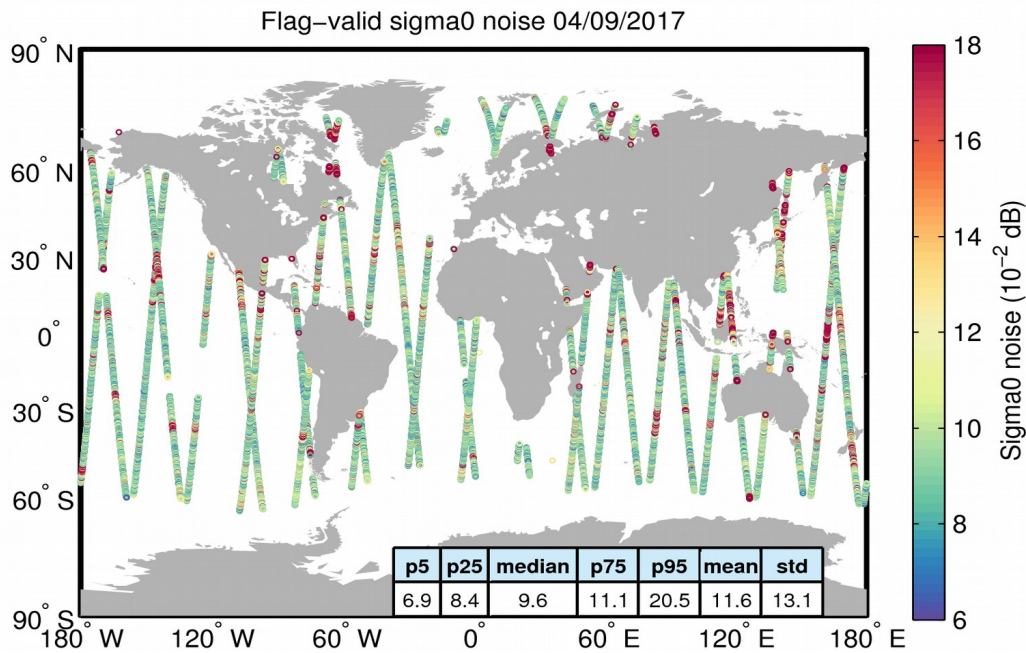 Flag−valid sigma0 noise 04/09/2017
90° N
60° N
30° N
0°
30° S
60° S
90° S
180° W
120° W
60° W
0°
60° E
120° E
180° E
p5 p25 median p75 p95 mean std
6.9 8.4 9.6 11.1 20.5 11.6 13.1
18
16
14
12
10
8
6
Sigma0 noise (10⁻² dB)